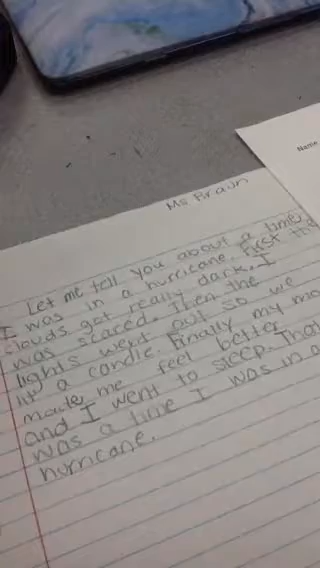 Name
Ms Braun
Let me tell you about a time
I was in a hurricane. First the
clouds got really dark. I
was scared. Then the
lights went out so we
lit a candle. Finally my mo
made me feel better
and I went to sleep. That
was a time I was in a
hurricane.